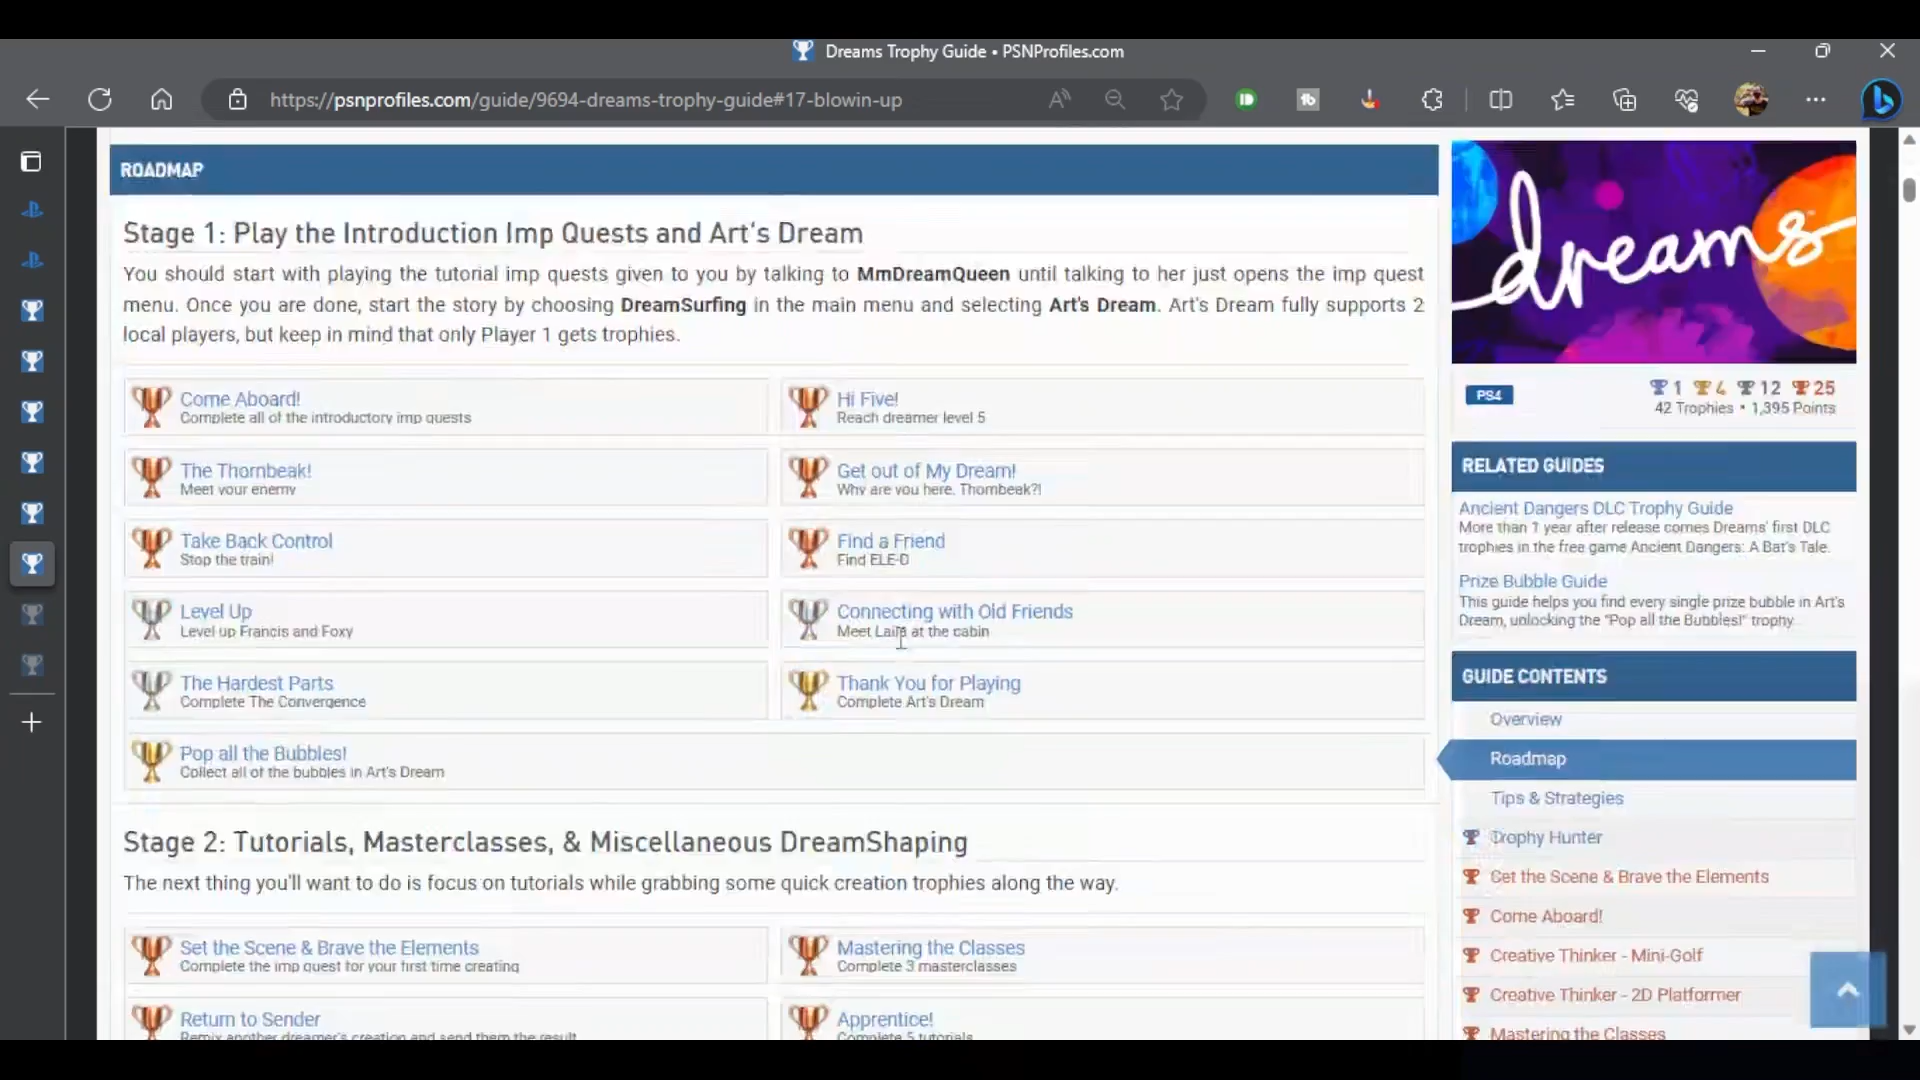 Dreams Trophy Guide • PSNProfiles.com
https://psnprofiles.com/guide/9694-dreams-trophy-guide#17-blowin-up
ROADMAP
Stage 1: Play the Introduction Imp Quests and Art's Dream
You should start with playing the tutorial imp quests given to you by talking to MmDreamQueen until talking to her just opens the imp quest
menu. Once you are done, start the story by choosing DreamSurfing in the main menu and selecting Art's Dream. Art's Dream fully supports 2
local players, but keep in mind that only Player 1 gets trophies.
Come Aboard!
Complete all of the introductory imp quests
Hi Five!
Reach dreamer level 5
The Thornbeak!
Meet your enemy
Get out of My Dream!
Why are you here, Thornbeak?!
Take Back Control
Stop the train!
Find a Friend
Find ELE-D
Level Up
Level up Francis and Foxy
Connecting with Old Friends
Meet Laila at the cabin
The Hardest Parts
Complete The Convergence
Thank You for Playing
Complete Art's Dream
Pop all the Bubbles!
Collect all of the bubbles in Art's Dream
Stage 2: Tutorials, Masterclasses, & Miscellaneous DreamShaping
The next thing you'll want to do is focus on tutorials while grabbing some quick creation trophies along the way.
Set the Scene & Brave the Elements
Complete the imp quest for your first time creating
Mastering the Classes
Complete 3 masterclasses
Return to Sender
Remix another dreamer's creation and send them the result
Apprentice!
Complete 5 tutorials
dreams
PS4
1 4 12 25
42 Trophies • 1,395 Points
RELATED GUIDES
Ancient Dangers DLC Trophy Guide
More than 1 year after release comes Dreams' first DLC
trophies in the free game Ancient Dangers: A Bat's Tale.
Prize Bubble Guide
This guide helps you find every single prize bubble in Art's
Dream, unlocking the "Pop all the Bubbles!" trophy
GUIDE CONTENTS
Overview
Roadmap
Tips & Strategies
Trophy Hunter
Set the Scene & Brave the Elements
Come Aboard!
Creative Thinker - Mini-Golf
Creative Thinker - 2D Platformer
Mastering the Classes